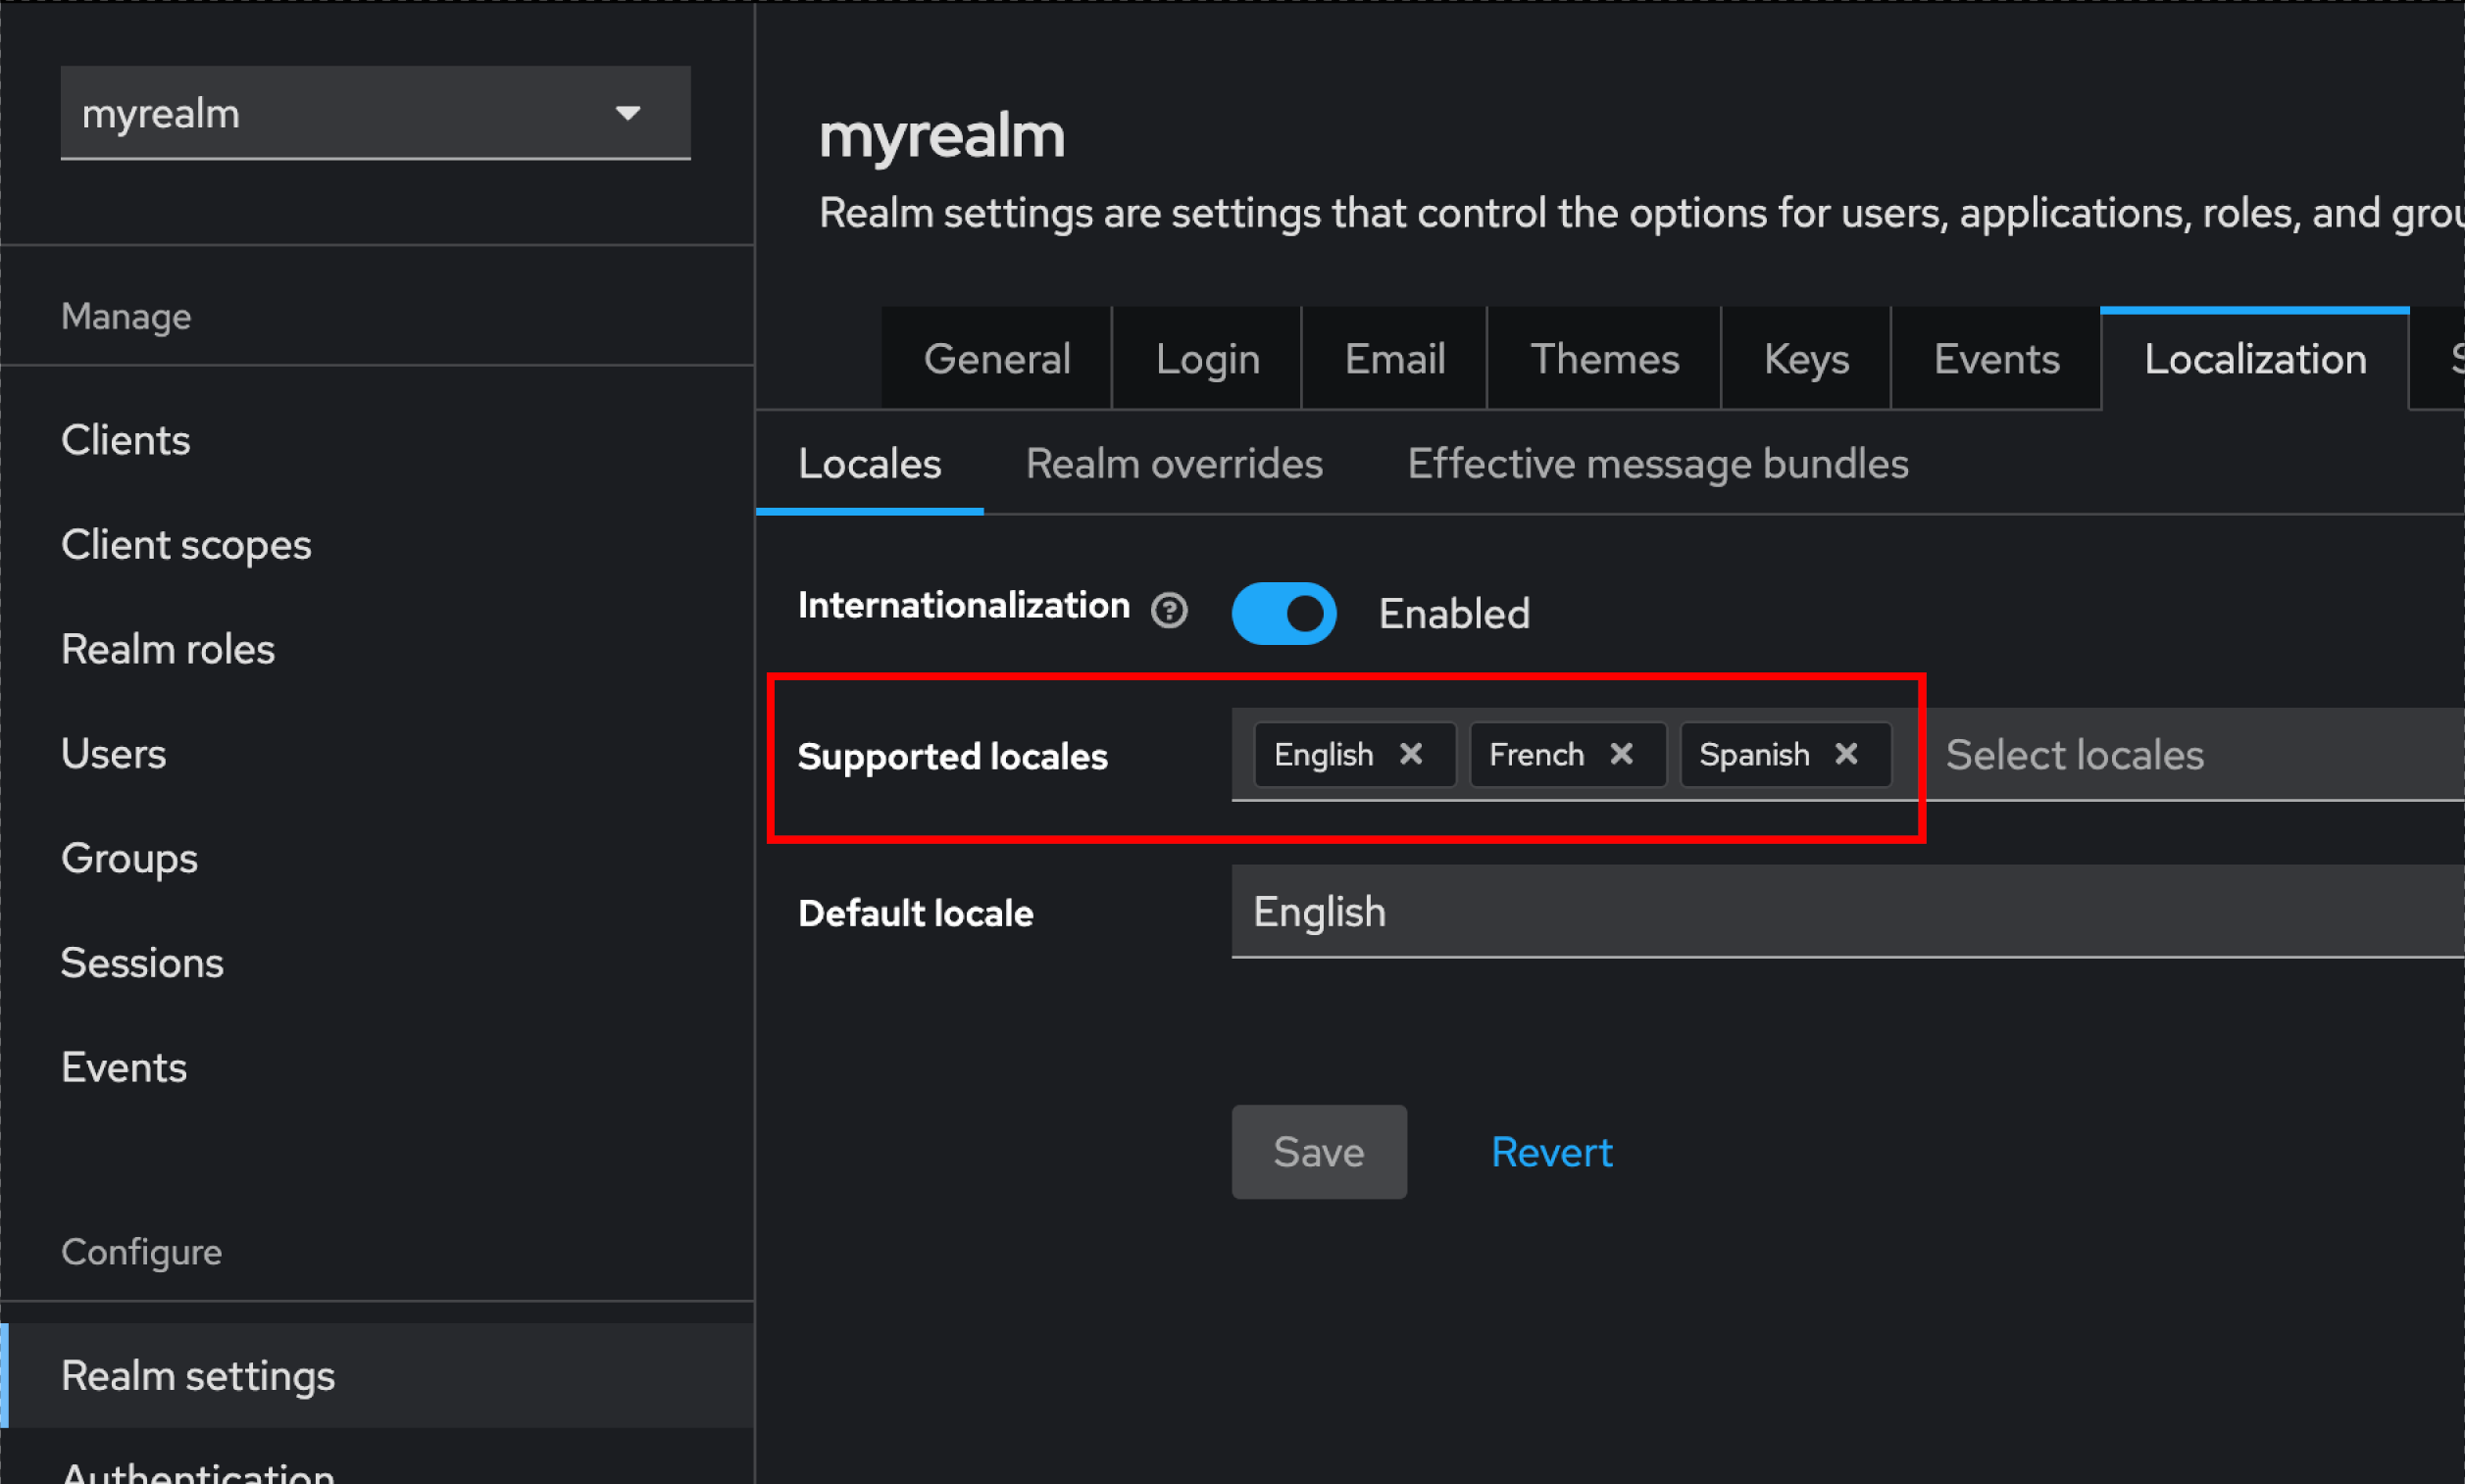 myrealm
Manage
Clients
Client scopes
Realm roles
Users
Groups
Sessions
Events
Configure
Realm settings
Authentication
myrealm
Realm settings are settings that control the options for users, applications, roles, and grou
General Login Email Themes Keys Events Localization S
Locales Realm overrides Effective message bundles
Internationalization ? Enabled
Supported locales English × French × Spanish × Select locales
Default locale English
Save Revert